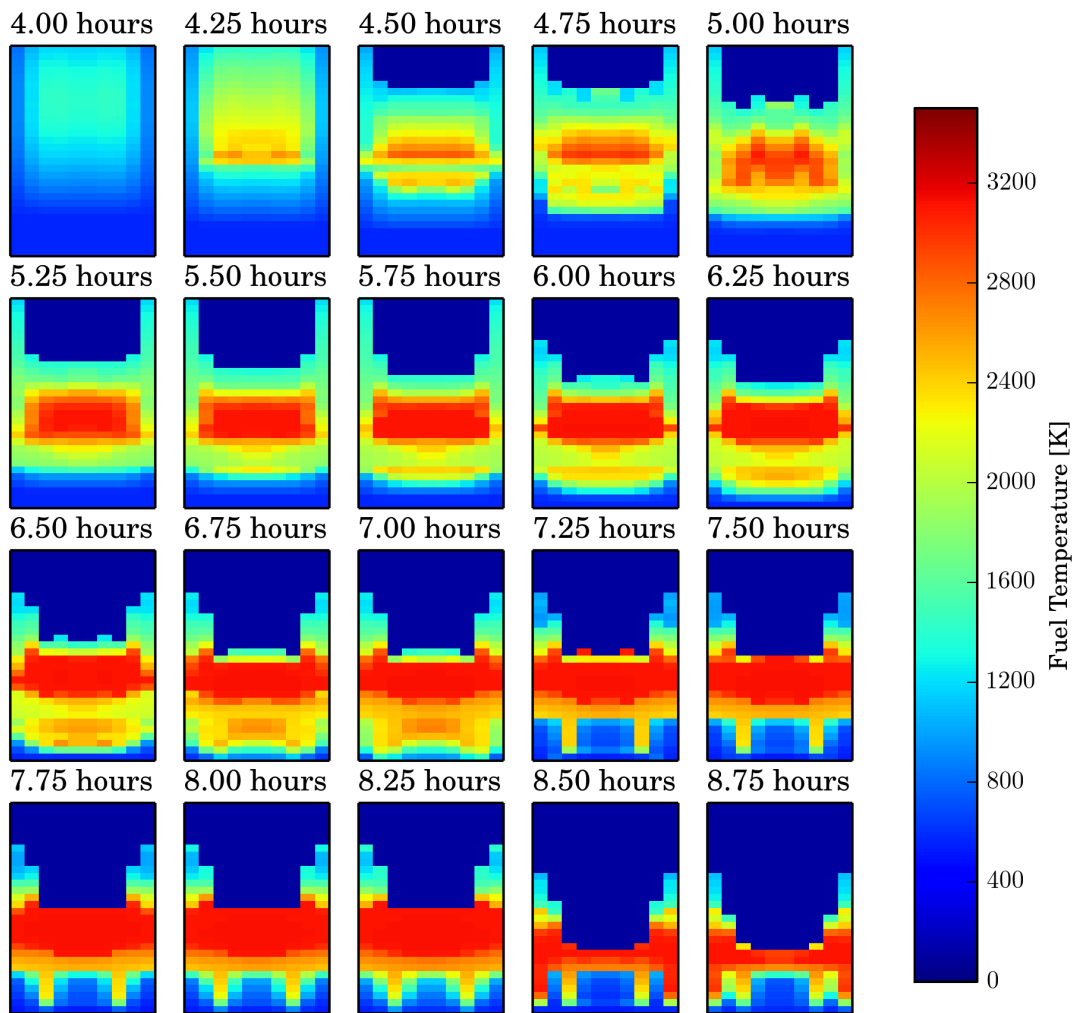 4.00 hours 4.25 hours 4.50 hours 4.75 hours 5.00 hours
5.25 hours 5.50 hours 5.75 hours 6.00 hours 6.25 hours
6.50 hours 6.75 hours 7.00 hours 7.25 hours 7.50 hours
7.75 hours 8.00 hours 8.25 hours 8.50 hours 8.75 hours
3200
2800
2400
2000
1600
1200
800
400
0
Fuel Temperature [K]